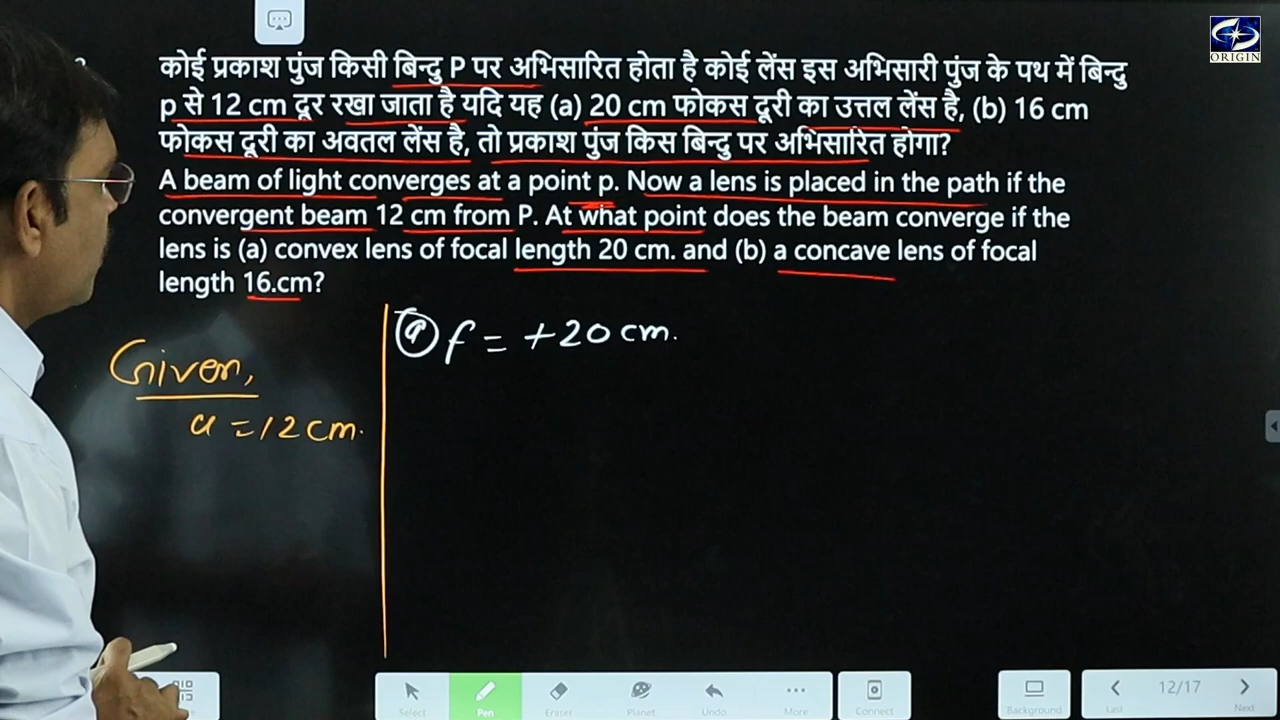 ORIGIN
कोई प्रकाश पुंज किसी बिन्दु P पर अभिसारित होता है कोई लेंस इस अभिसारी पुंज के पथ में बिन्दु
p से 12 cm दूर रखा जाता है यदि यह (a) 20 cm फोकस दूरी का उत्तल लेंस है, (b) 16 cm
फोकस दूरी का अवतल लेंस है, तो प्रकाश पुंज किस बिन्दु पर अभिसारित होगा?
A beam of light converges at a point p. Now a lens is placed in the path if the
convergent beam 12 cm from P. At what point does the beam converge if the
lens is (a) convex lens of focal length 20 cm. and (b) a concave lens of focal
length 16.cm?
Given,
u = 12 cm.
(a) f = +20 cm.
Select
Pen
Eraser
Planet
Undo
More
Connect
Background
Last
12/17
Next